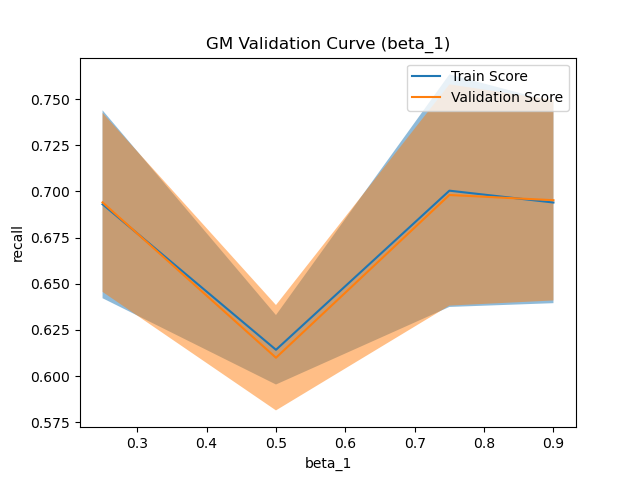 GM Validation Curve (beta_1)
Train Score
Validation Score
0.750
0.725
0.700
0.675
0.650
0.625
0.600
0.575
recall
0.3 0.4 0.5 0.6 0.7 0.8 0.9
beta_1